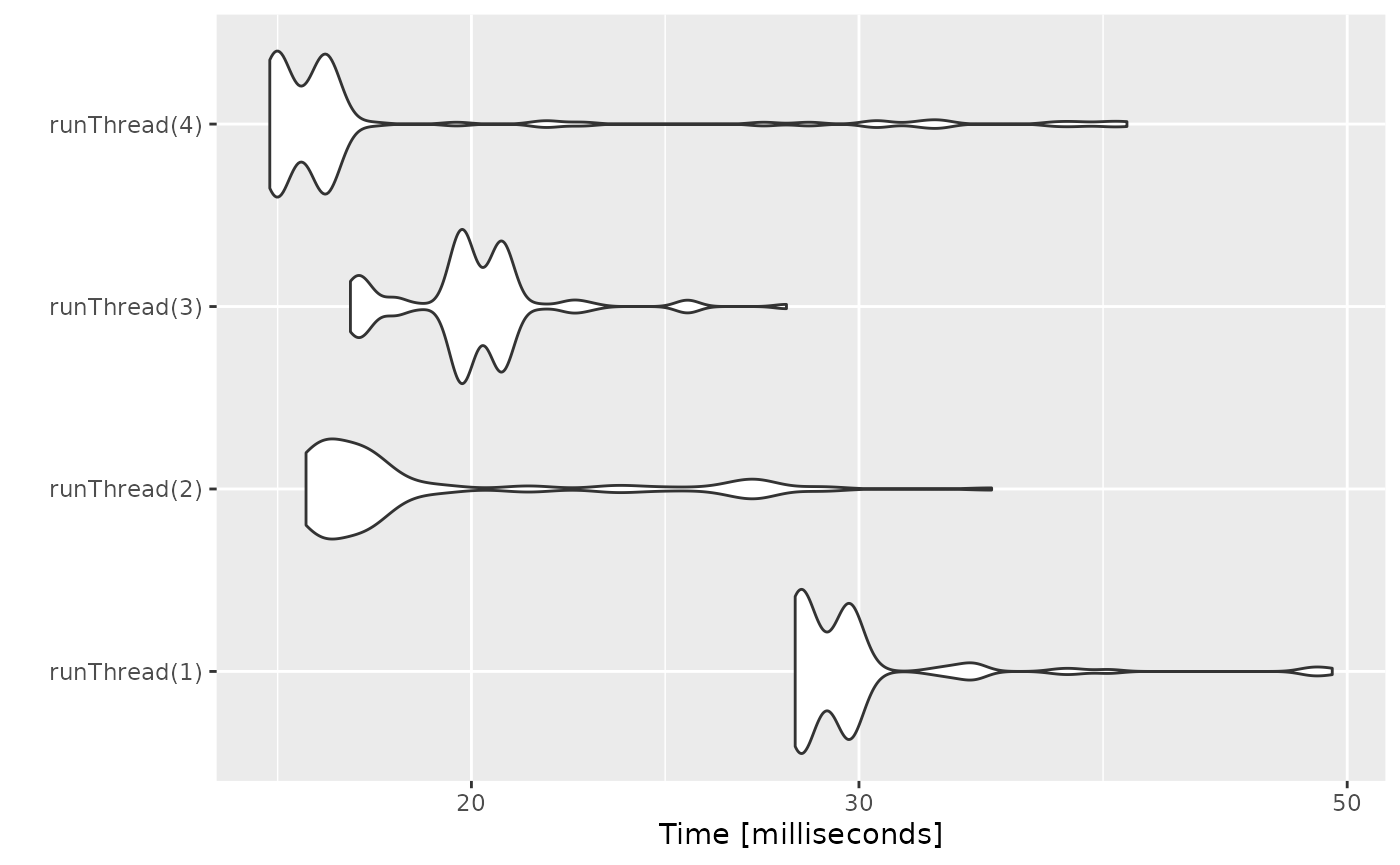 runThread(4)
runThread(3)
runThread(2)
runThread(1)
20 30 50
Time [milliseconds]